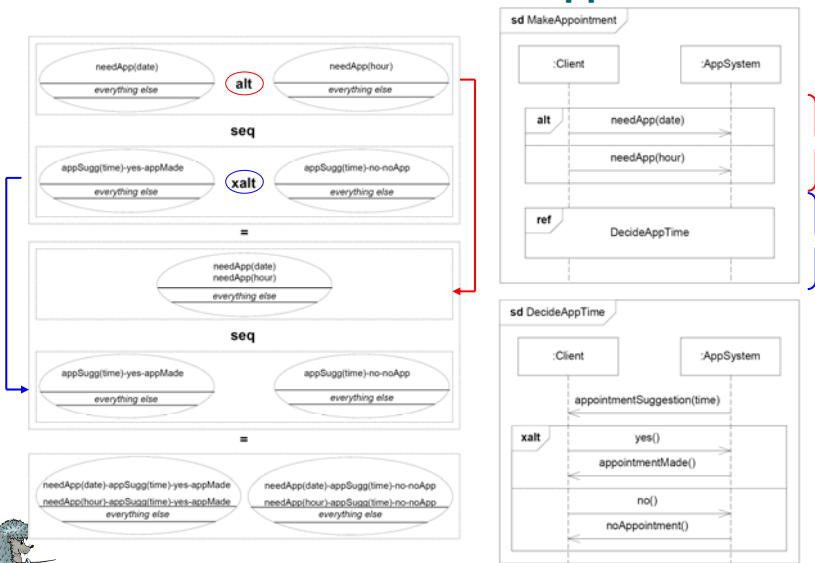 needApp(date)
everything else
alt
needApp(hour)
everything else
seq
appSugg(time)-yes-appMade
everything else
xalt
appSugg(time)-no-noApp
everything else
=
needApp(date)
needApp(hour)
everything else
seq
appSugg(time)-yes-appMade
everything else
appSugg(time)-no-noApp
everything else
=
needApp(date)-appSugg(time)-yes-appMade
needApp(hour)-appSugg(time)-yes-appMade
everything else
needApp(date)-appSugg(time)-no-noApp
needApp(hour)-appSugg(time)-no-noApp
everything else
sd MakeAppointment
:Client
:AppSystem
alt
needApp(date)
needApp(hour)
ref
DecideAppTime
sd DecideAppTime
:Client
:AppSystem
appointmentSuggestion(time)
xalt
yes()
appointmentMade()
no()
noAppointment()